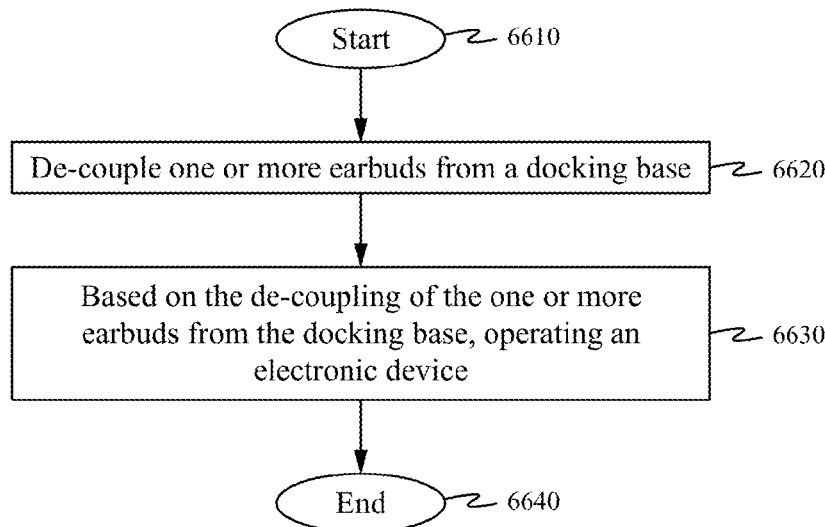 Start
6610
De-couple one or more earbuds from a docking base
6620
Based on the de-coupling of the one or more
earbuds from the docking base, operating an
electronic device
6630
End
6640